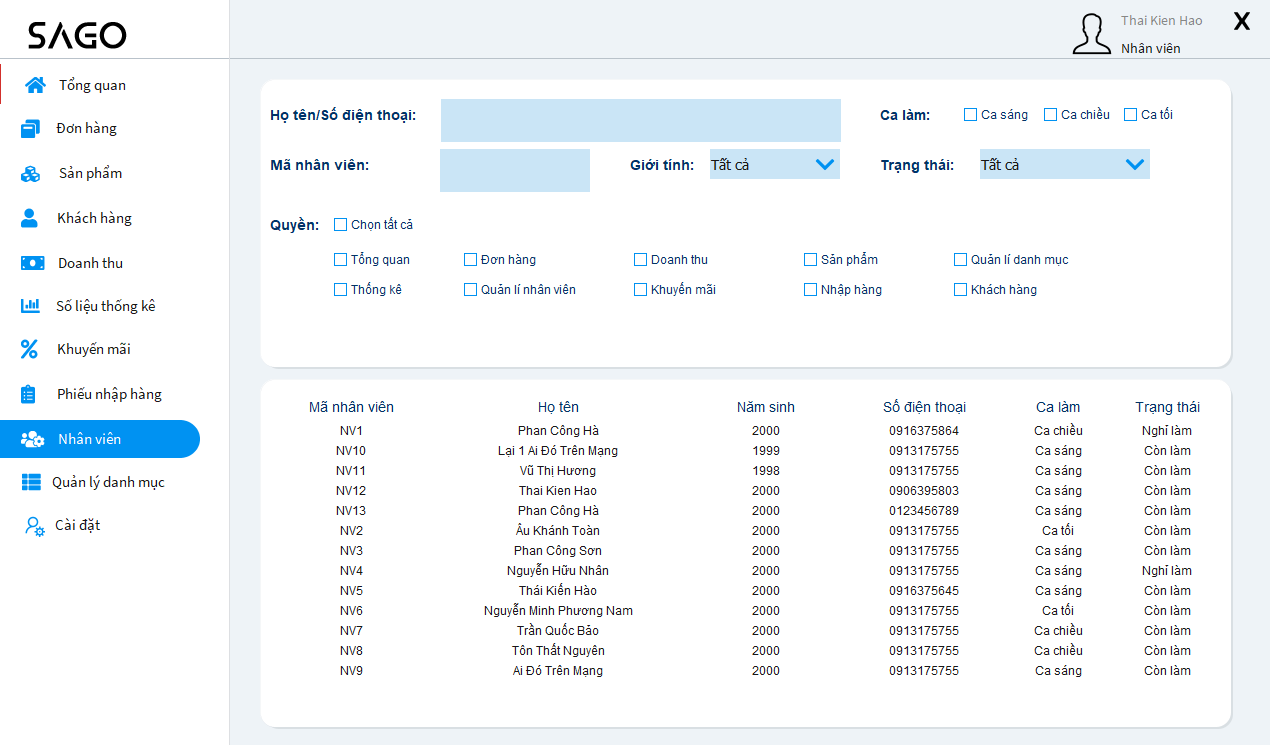 SAGO
Thai Kien Hao
X
Nhân viên
Tổng quan
Đơn hàng
Sản phẩm
Khách hàng
Doanh thu
Số liệu thống kê
Khuyến mãi
Phiếu nhập hàng
Nhân viên
Quản lý danh mục
Cài đặt
Họ tên/Số điện thoại: Ca làm: Ca sáng Ca chiều Ca tối
Mã nhân viên: Giới tính: Tất cả Trạng thái: Tất cả
Quyền: Chọn tất cả
Tổng quan Đơn hàng Doanh thu Sản phẩm Quản lí danh mục
Thống kê Quản lí nhân viên Khuyến mãi Nhập hàng Khách hàng
Mã nhân viên Họ tên Năm sinh Số điện thoại Ca làm Trạng thái
NV1 Phan Công Hà 2000 0916375864 Ca chiều Nghỉ làm
NV10 Lại 1 Ai Đó Trên Mạng 1999 0913175755 Ca sáng Còn làm
NV11 Vũ Thị Hương 1998 0913175755 Ca sáng Còn làm
NV12 Thai Kien Hao 2000 0906395803 Ca sáng Còn làm
NV13 Phan Công Hà 2000 0123456789 Ca sáng Còn làm
NV2 Âu Khánh Toàn 2000 0913175755 Ca tối Còn làm
NV3 Phan Công Sơn 2000 0913175755 Ca sáng Còn làm
NV4 Nguyễn Hữu Nhân 2000 0913175755 Ca sáng Nghỉ làm
NV5 Thái Kiến Hào 2000 0916375645 Ca sáng Còn làm
NV6 Nguyễn Minh Phương Nam 2000 0913175755 Ca tối Còn làm
NV7 Trần Quốc Bảo 2000 0913175755 Ca chiều Còn làm
NV8 Tôn Thất Nguyên 2000 0913175755 Ca chiều Còn làm
NV9 Ai Đó Trên Mạng 2000 0913175755 Ca sáng Còn làm